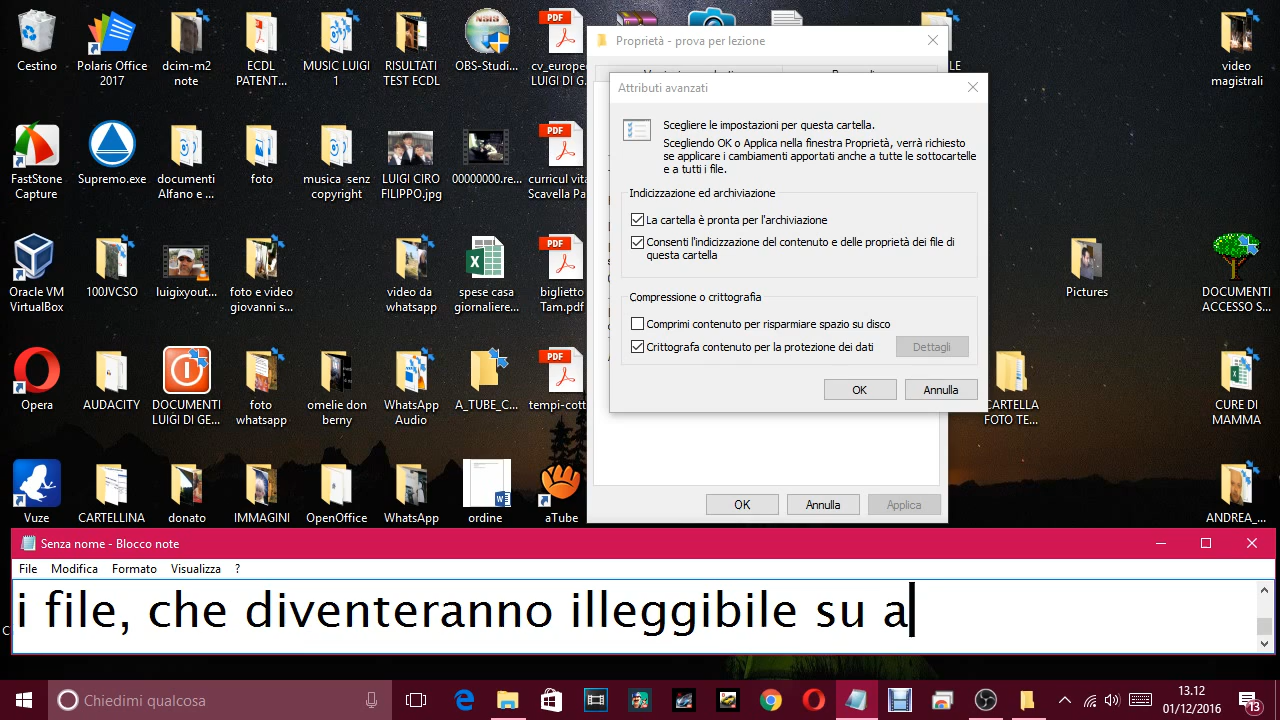 Cestino
Polaris Office
2017
dcim-m2
note
ECDL
PATENT...
MUSIC LUIGI
1
RISULTATI
TEST ECDL
NSIS
OBS-Studi...
PDF
cv_europe
LUIGI DI G.
video
magistrali
FastStone
Capture
Supremo.exe
documenti
Alfano e ...
foto
musica senz
copyright
LUIGI CIRO
FILIPPO.jpg
00000000.re...
PDF
curricul vita
Scavella Pa
Oracle VM
VirtualBox
100JVCSO
luigixyout...
foto e video
giovanni s...
video da
whatsapp
spese casa
giornaliere...
PDF
biglietto
Tam.pdf
Pictures
DOCUMENTI
ACCESSO S...
Opera
AUDACITY
DOCUMENTI
LUIGI DI GE...
foto
whatsapp
omelie don
berny
WhatsApp
Audio
A_TUBE_C...
PDF
tempi-cott
CARTELLA
FOTO TE...
CURE DI
MAMMA
Vuze
CARTELLINA
donato
IMMAGINI
OpenOffice
WhatsApp
ordine
aTube
ANDREA_...
Proprietà - prova per lezione
Attributi avanzati
Scegliere le impostazioni per questa cartella.
Scegliendo OK o Applica nella finestra Proprietà, verrà richiesto
se applicare i cambiamenti apportati anche a tutte le sottocartelle
e a tutti i file.
Indicizzazione ed archiviazione
La cartella è pronta per l'archiviazione
Consenti l'indicizzazione del contenuto e delle proprietà dei file di
questa cartella
Compressione o crittografia
Comprimi contenuto per risparmiare spazio su disco
Crittografa contenuto per la protezione dei dati
Dettagli
OK
Annulla
OK
Annulla
Applica
Senza nome - Blocco note
File Modifica Formato Visualizza ?
i file, che diventeranno illeggibile su a
Chiedimi qualcosa
13.12
01/12/2016
13